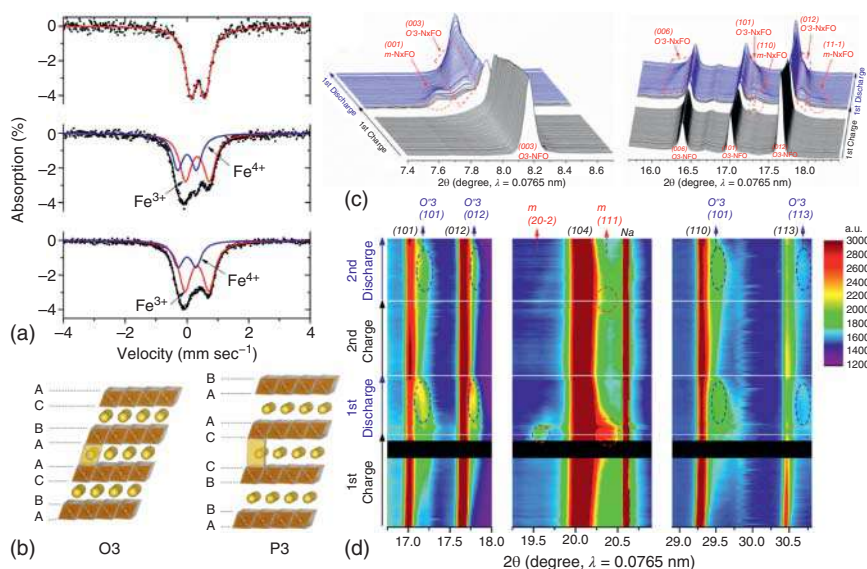 0
−2
−4
0
−2
−4
Fe3+
Fe4+
0
−2
−4
Fe3+
Fe4+
−4 −2 0 2 4
Velocity (mm sec−1)
Absorption (%)
(a)
(003)
O'3-NxFO
(001)
m-NxFO
1st Discharge
1st Charge
(003)
O3-NFO
7.4 7.6 7.8 8.0 8.2 8.4 8.6
2θ (degree, λ = 0.0765 nm)
(c)
(006)
O'3-NxFO
(101)
O'3-NxFO
(110)
m-NxFO
(012)
O'3-NxFO
(11-1)
m-NxFO
(006)
O3-NFO
(101)
O3-NFO
(012)
O3-NFO
1st Discharge
1st Charge
16.0 16.5 17.0 17.5 18.0
2θ (degree, λ = 0.0765 nm)
A
C
B
A
A
C
B
A
O3
B
A
A
C
C
B
B
A
P3
(b)
O"3
(101)
O"3
(012)
m
(20-2)
m
(111)
O"3
(101)
O"3
(113)
(101)
(012)
(104)
Na
(110)
(113)
2nd Discharge
2nd Charge
1st Discharge
1st Charge
17.0 17.5 18.0
19.5 20.0 20.4
29.0 29.5 30.0 30.5
2θ (degree, λ = 0.0765 nm)
(d)
a.u.
3000
2800
2600
2400
2200
2000
1800
1600
1400
1200